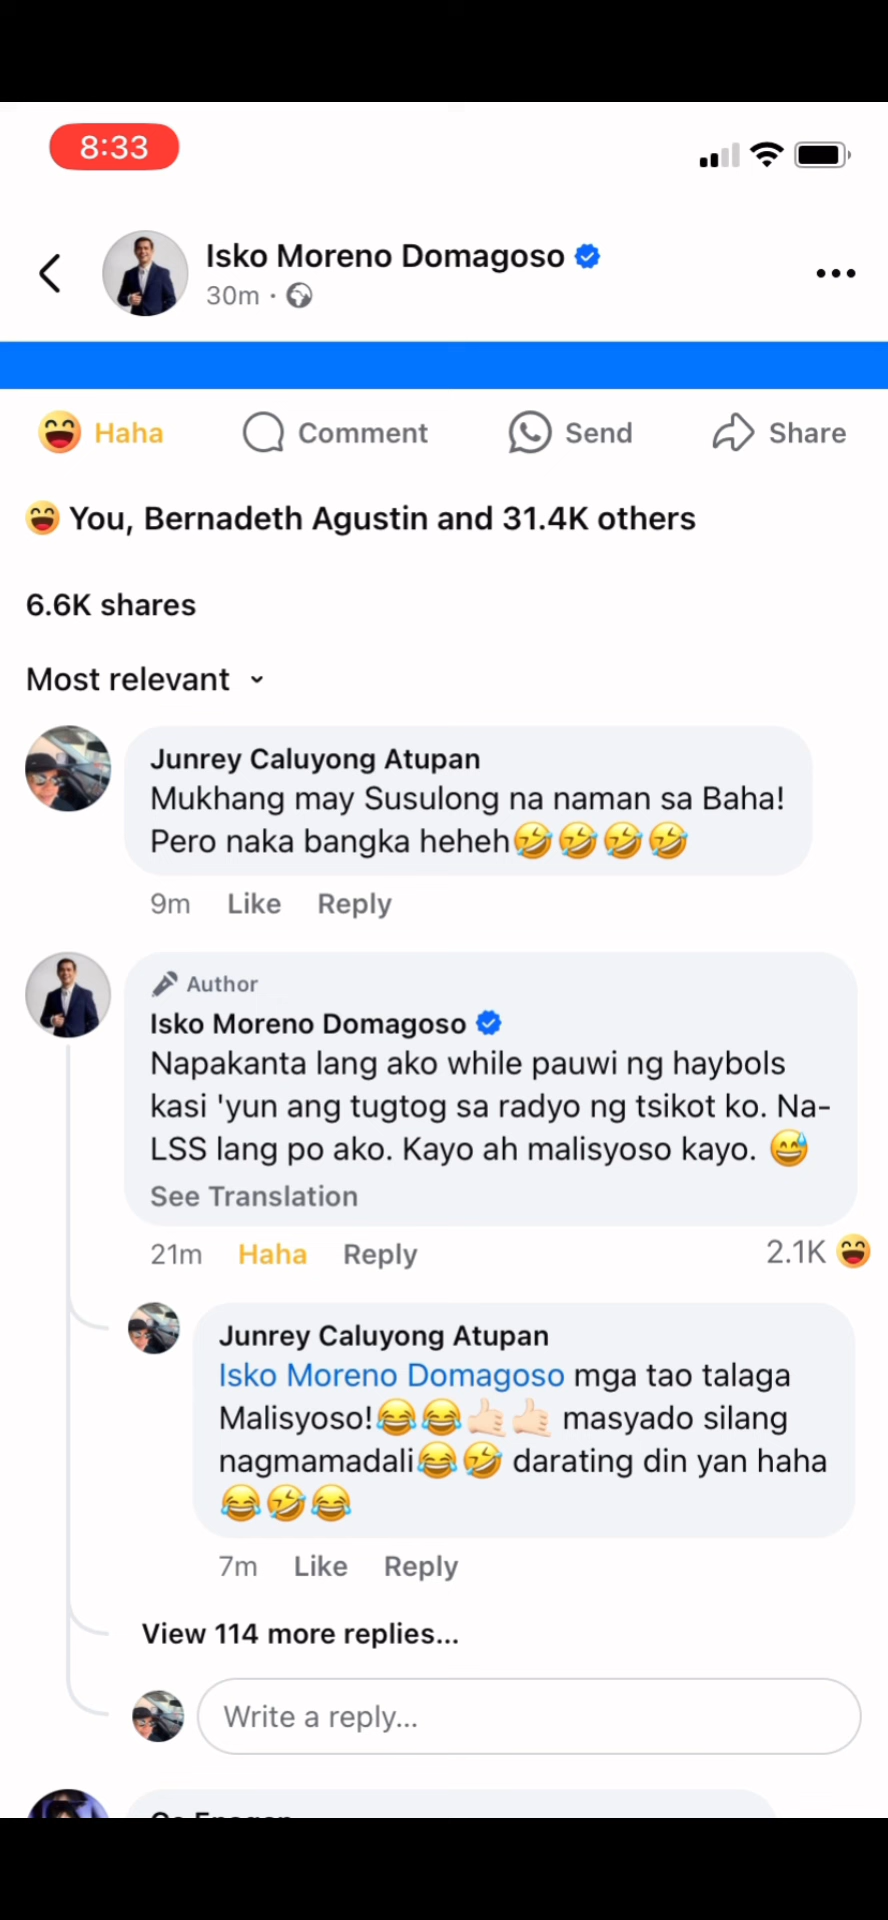 8:33
Isko Moreno Domagoso
30m ·
Haha
Comment
Send
Share
😆 You, Bernadeth Agustin and 31.4K others
6.6K shares
Most relevant
Junrey Caluyong Atupan
Mukhang may Susulong na naman sa Baha!
Pero naka bangka heheh🤣🤣🤣🤣
9m Like Reply
Author
Isko Moreno Domagoso
Napakanta lang ako while pauwi ng haybols
kasi 'yun ang tugtog sa radyo ng tsikot ko. Na-
LSS lang po ako. Kayo ah malisyoso kayo. 😅
See Translation
21m Haha Reply 2.1K 😆
Junrey Caluyong Atupan
Isko Moreno Domagoso mga tao talaga
Malisyoso!😂😂🤙🏻🤙🏻 masyado silang
nagmamadali😂🤣 darating din yan haha
😂🤣😂
7m Like Reply
View 114 more replies...
Write a reply...